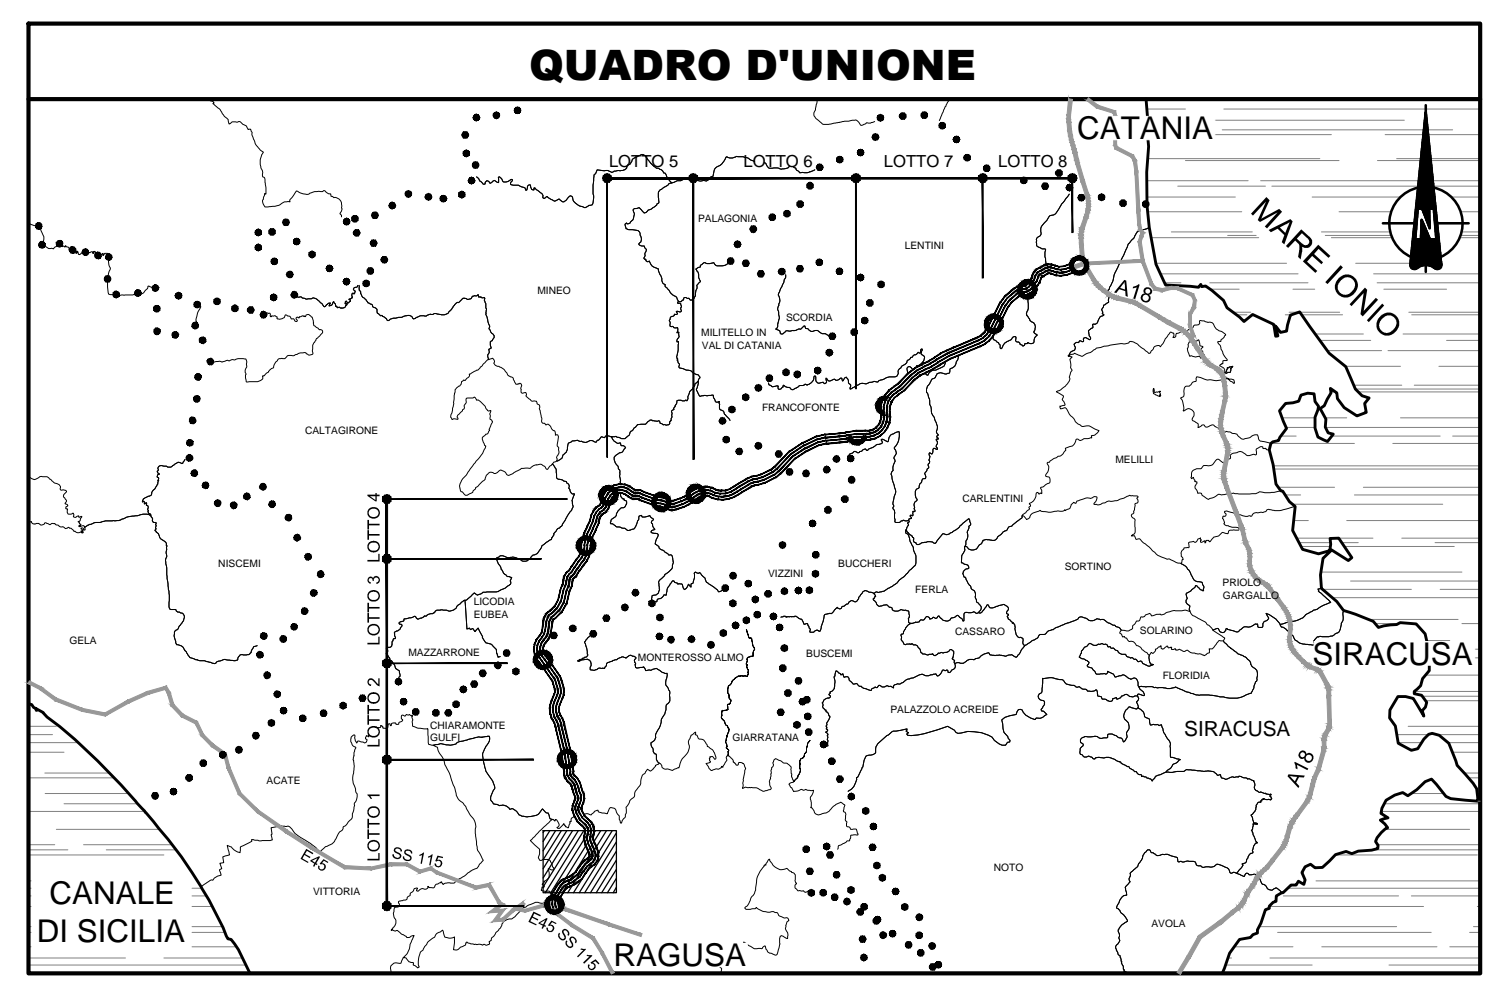 QUADRO D'UNIONE
CATANIA
LOTTO 5
LOTTO 6
LOTTO 7
LOTTO 8
PALAGONIA
LENTINI
MARE IONIO
N
MINEO
A18
SCORDIA
MILITELLO IN
VAL DI CATANIA
FRANCOFONTE
CALTAGIRONE
MELILLI
CARLENTINI
LOTTO 4
NISCEMI
VIZZINI
BUCCHERI
SORTINO
FERLA
PRIOLO
GARGALLO
LOTTO 3
LICODIA
EUBEA
GELA
CASSARO
SOLARINO
MAZZARRONE
MONTEROSSO ALMO
BUSCEMI
SIRACUSA
FLORIDIA
LOTTO 2
PALAZZOLO ACREIDE
CHIARAMONTE
GULFI
GIARRATANA
SIRACUSA
A18
ACATE
LOTTO 1
E45
SS 115
NOTO
VITTORIA
CANALE
DI SICILIA
E45 SS 115
AVOLA
RAGUSA